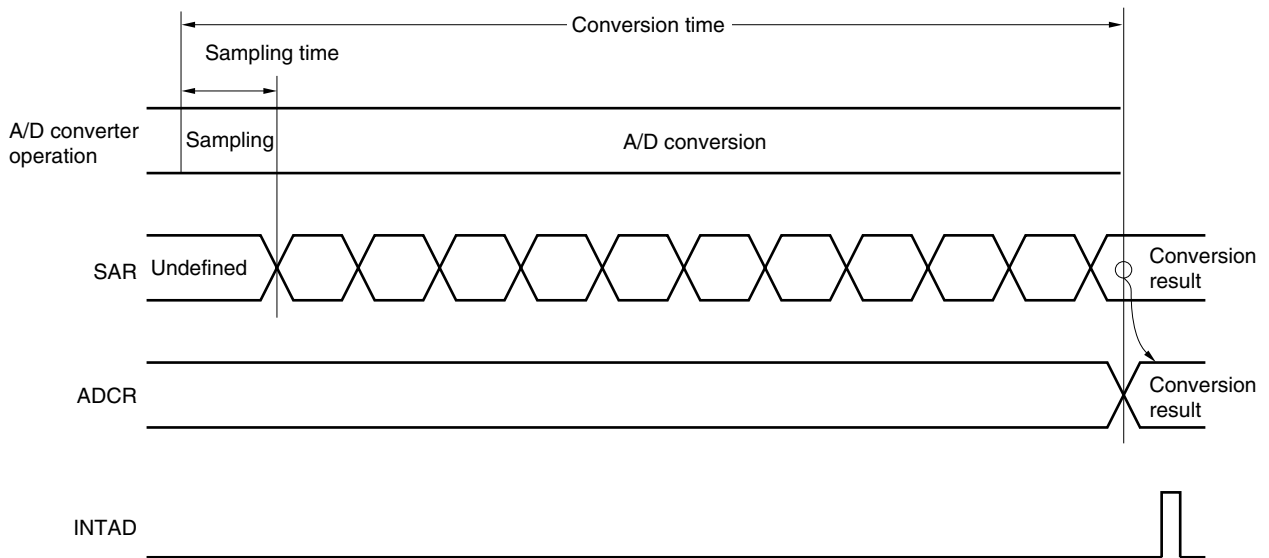 Conversion time
Sampling time
A/D converter
operation
Sampling
A/D conversion
SAR
Undefined
Conversion
result
ADCR
Conversion
result
INTAD